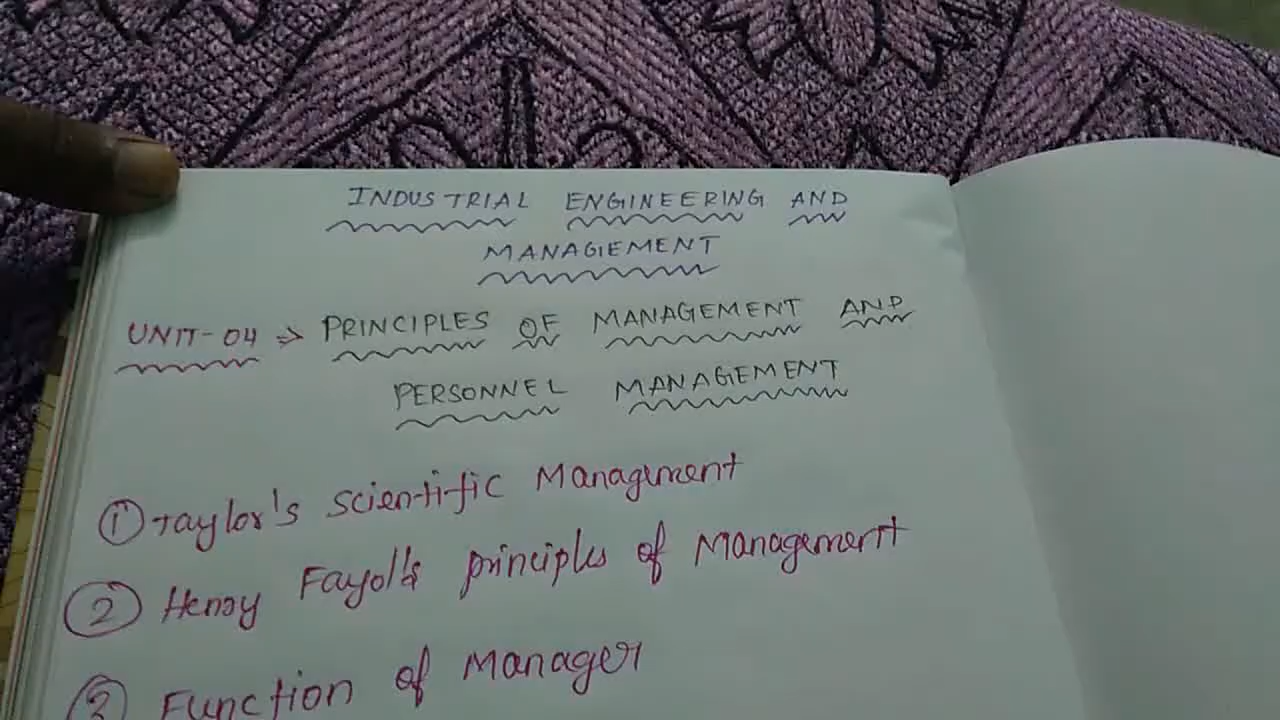 INDUSTRIAL ENGINEERING AND
MANAGEMENT
UNIT-04 => PRINCIPLES OF MANAGEMENT AND
PERSONNEL MANAGEMENT
① Taylor's scientific Management
② Henry Fayol's principles of Management
③ Function of Manager